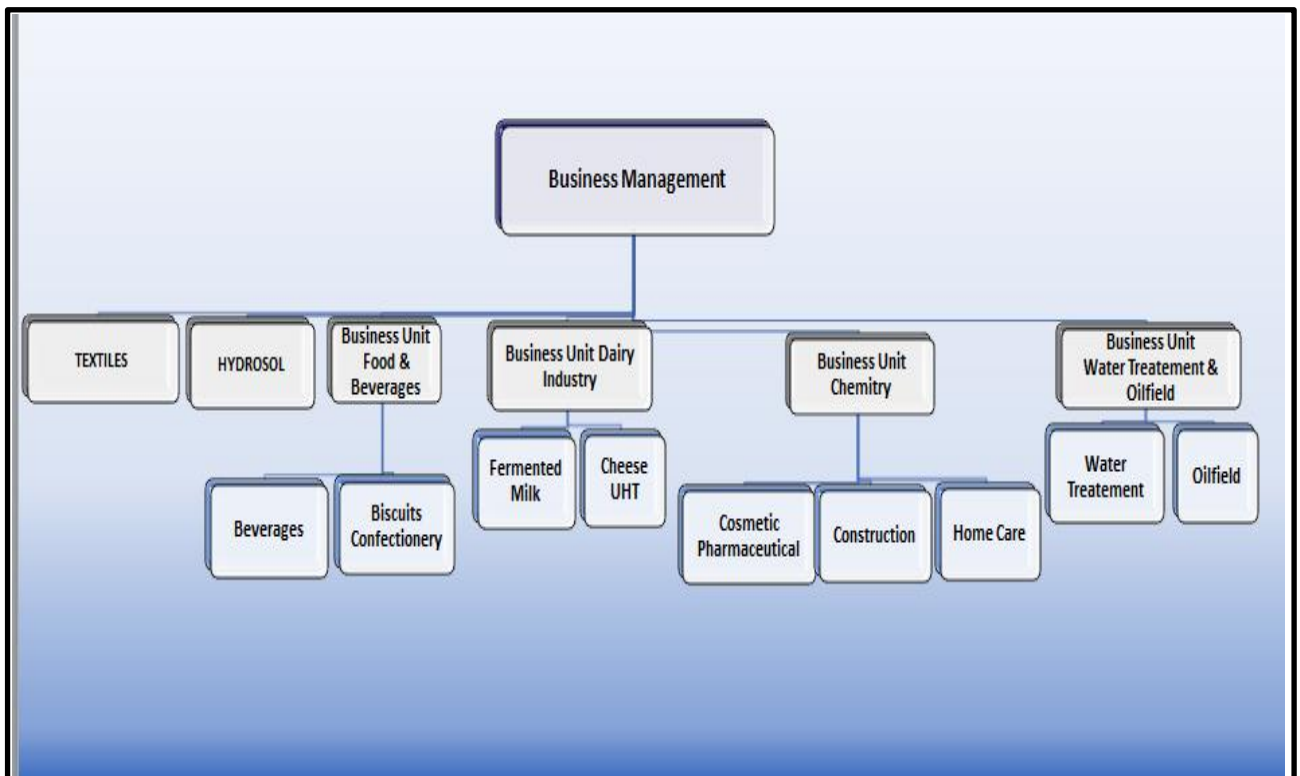 Business Management
TEXTILES
HYDROSOL
Business Unit
Food &
Beverages
Business Unit Dairy
Industry
Business Unit
Chemitry
Business Unit
Water Treatement &
Oilfield
Beverages
Biscuits
Confectionery
Fermented
Milk
Cheese
UHT
Cosmetic
Pharmaceutical
Construction
Home Care
Water
Treatement
Oilfield